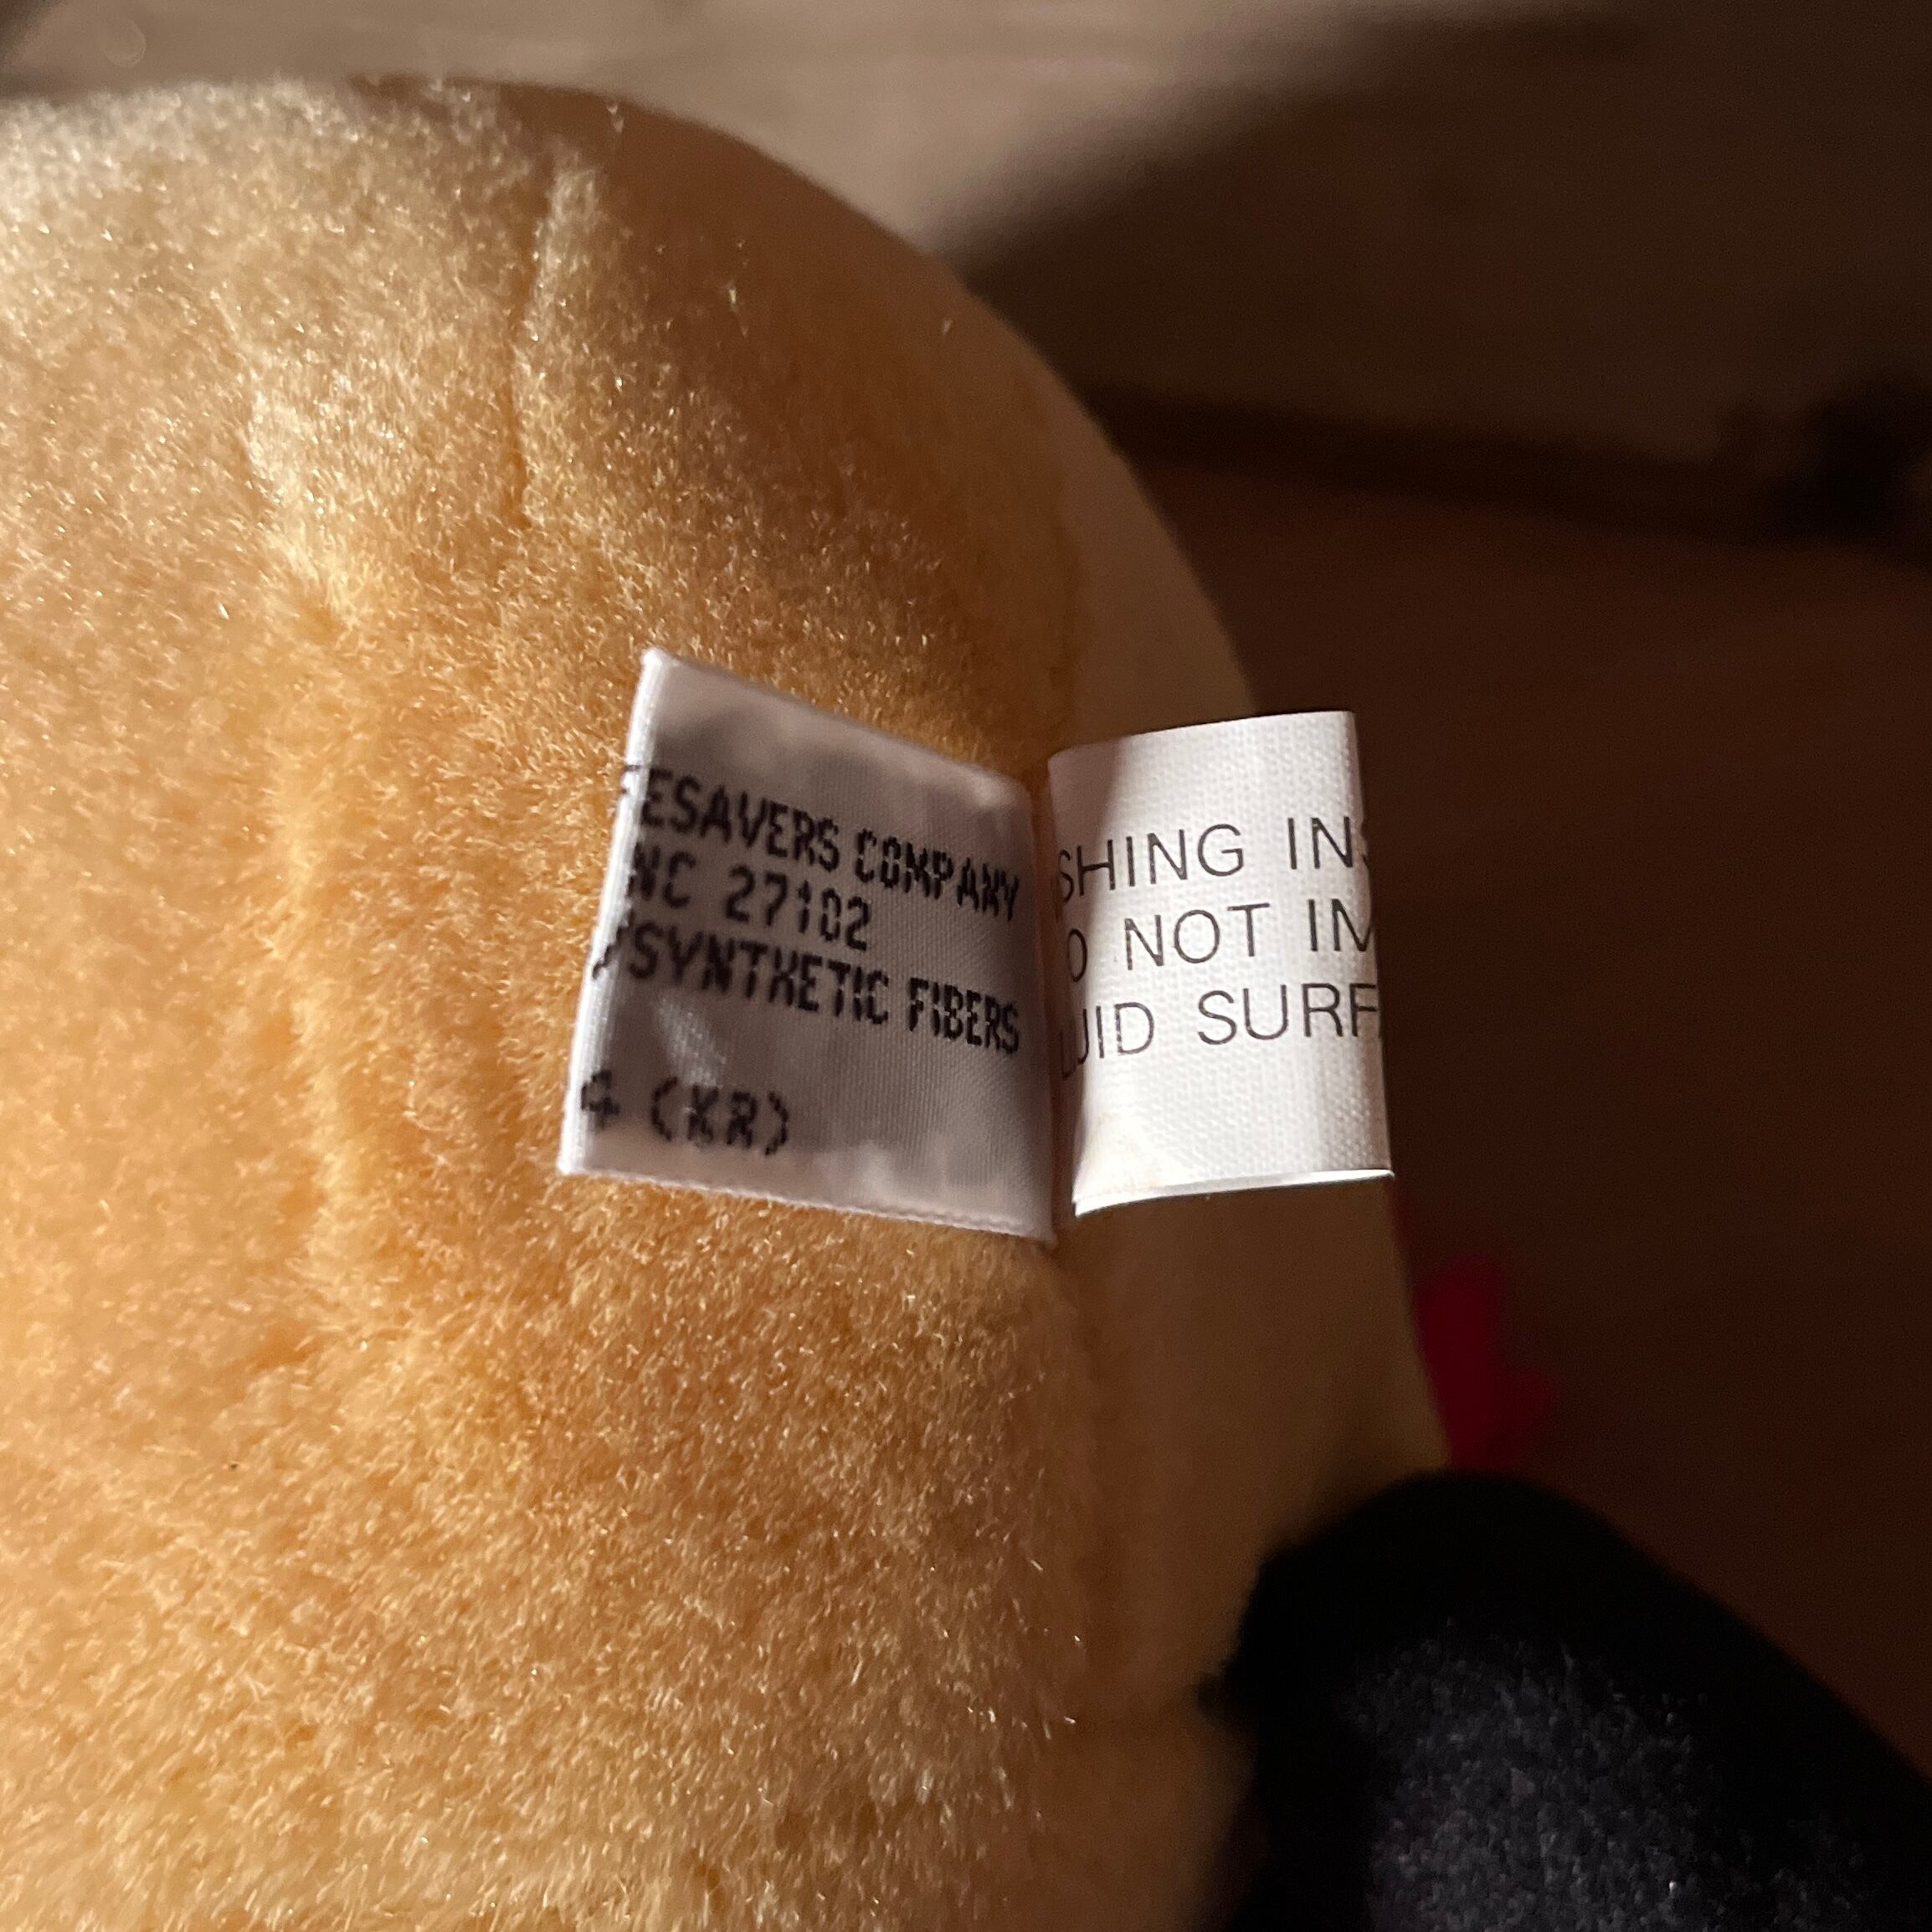 ESAVERS COMPANY
NC 27102
/SYNTHETIC FIBERS
4 (KR)
SHING INS
O NOT IM
UID SURF